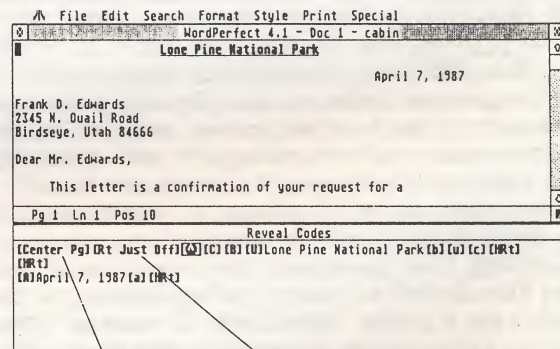 File Edit Search Format Style Print Special
WordPerfect 4.1 - Doc 1 - cabin
Lone Pine National Park
April 7, 1987
Frank D. Edwards
2345 N. Quail Road
Birdseye, Utah 84666
Dear Mr. Edwards,
This letter is a confirmation of your request for a
Pg 1 Ln 1 Pos 10
Reveal Codes
[Center Pg][Rt Just Off][C][B][U]Lone Pine National Park[b][u][c][HRt]
[HRt]
[A]April 7, 1987[a][HRt]